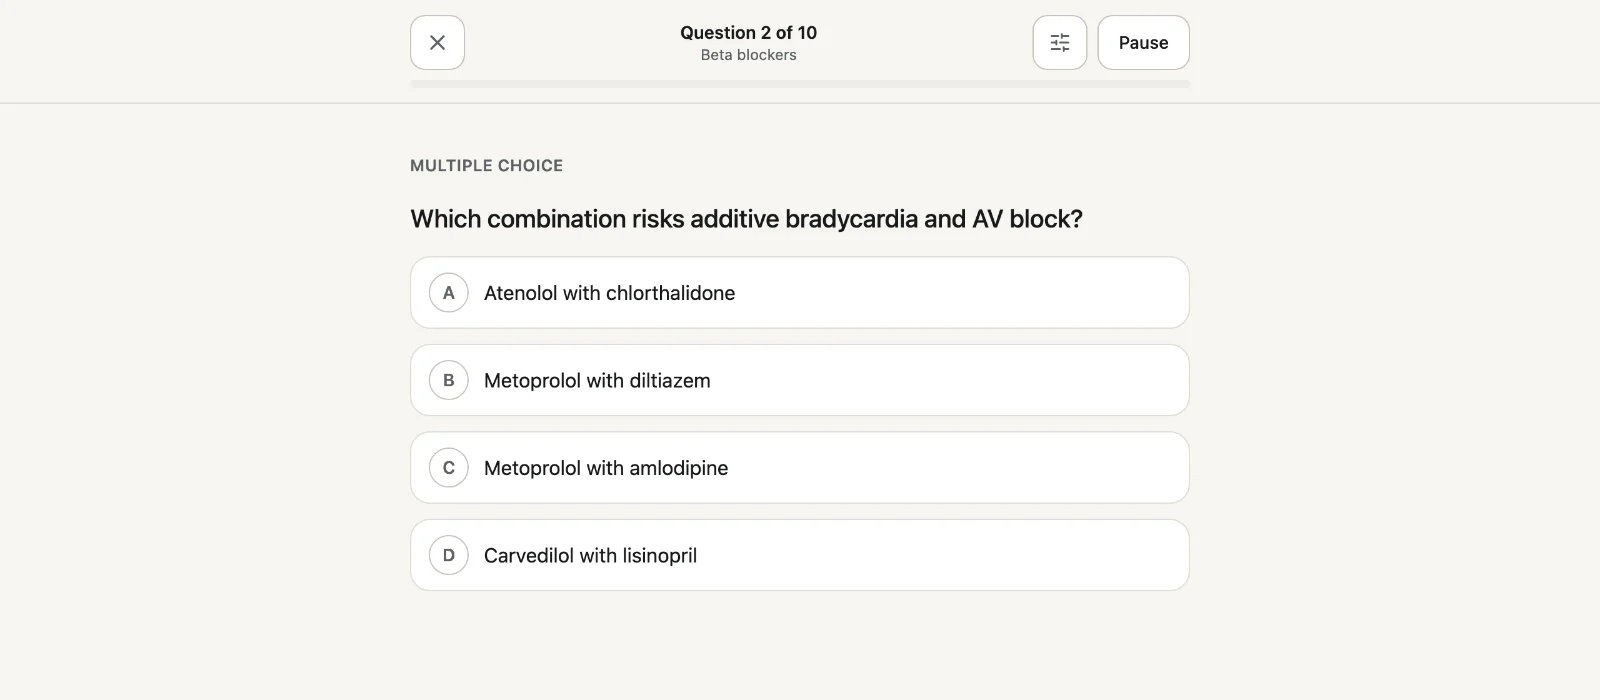 Question 2 of 10
Beta blockers
Pause
MULTIPLE CHOICE
Which combination risks additive bradycardia and AV block?
A Atenolol with chlorthalidone
B Metoprolol with diltiazem
C Metoprolol with amlodipine
D Carvedilol with lisinopril